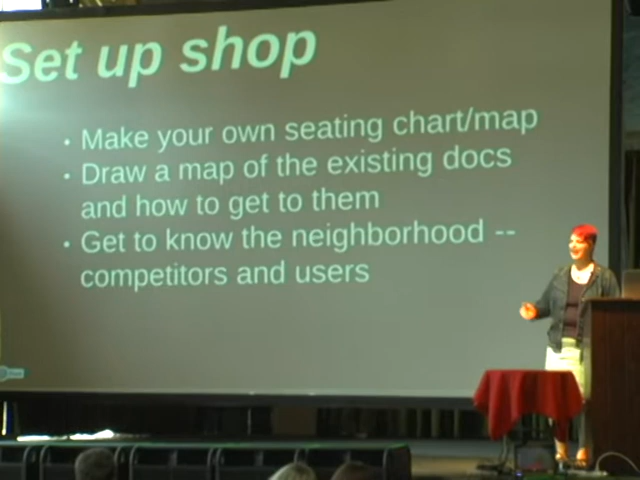 Set up shop
• Make your own seating chart/map
• Draw a map of the existing docs
and how to get to them
• Get to know the neighborhood --
competitors and users